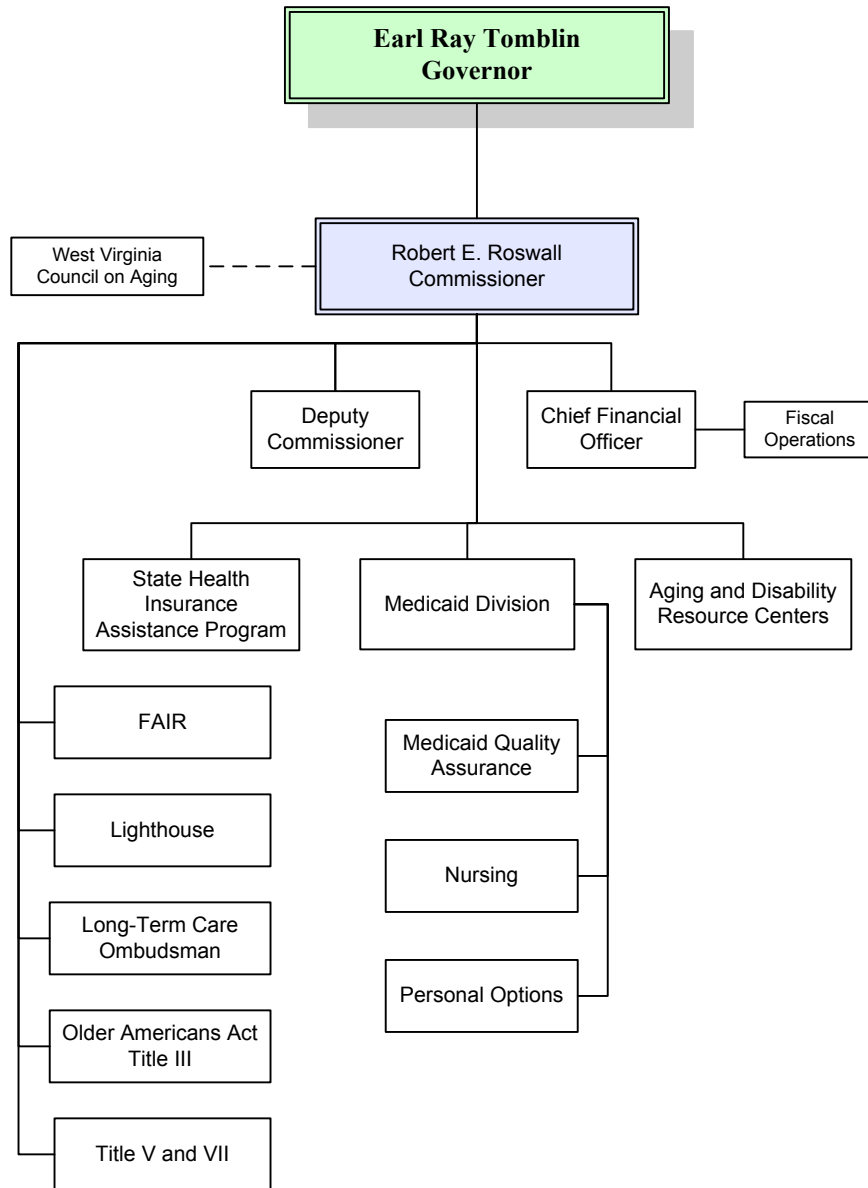 Earl Ray Tomblin
Governor
West Virginia
Council on Aging
Robert E. Roswall
Commissioner
Deputy
Commissioner
Chief Financial
Officer
Fiscal
Operations
State Health
Insurance
Assistance Program
Medicaid Division
Aging and Disability
Resource Centers
FAIR
Medicaid Quality
Assurance
Lighthouse
Nursing
Long-Term Care
Ombudsman
Personal Options
Older Americans Act
Title III
Title V and VII